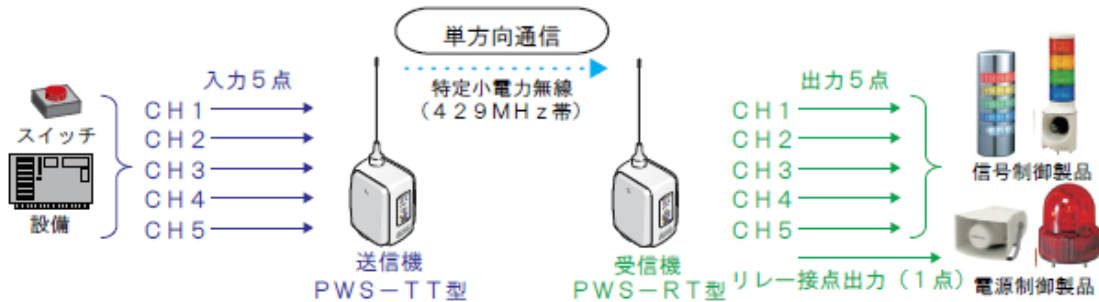 単方向通信
特定小電力無線
(429MHz帯)
スイッチ
設備
入力5点
CH1
CH2
CH3
CH4
CH5
送信機
PWS-TT型
受信機
PWS-RT型
出力5点
CH1
CH2
CH3
CH4
CH5
リレー接点出力(1点)
信号制御製品
電源制御製品